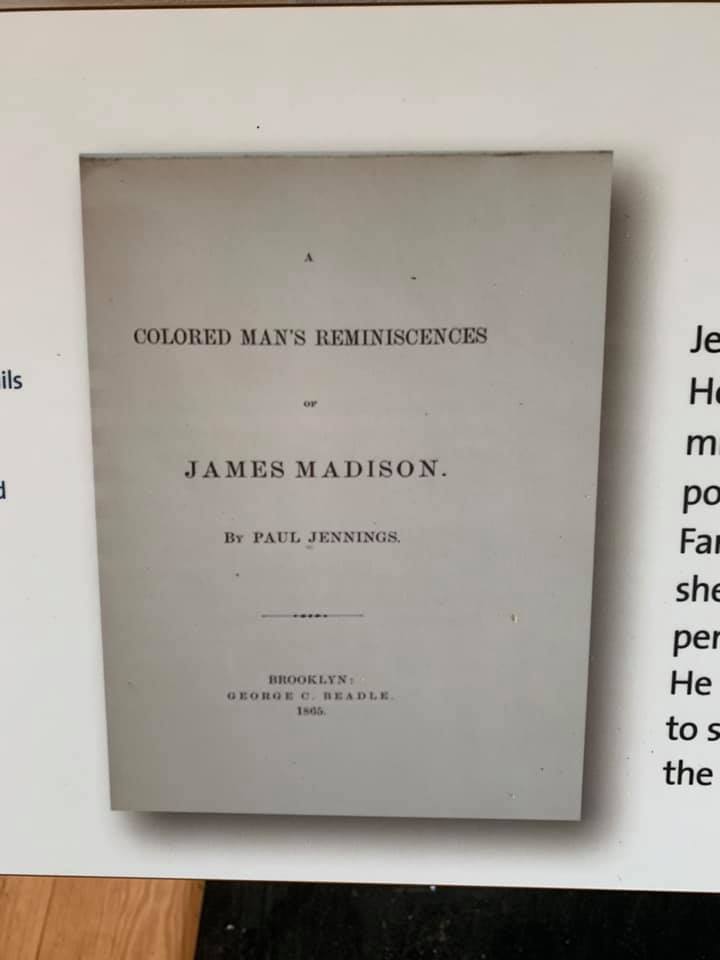 ils
d
A
COLORED MAN'S REMINISCENCES
OF
JAMES MADISON.
BY PAUL JENNINGS.
BROOKLYN:
GEORGE C. BEADLE.
1865.
Je
He
m
po
Fa
she
per
He
to s
the